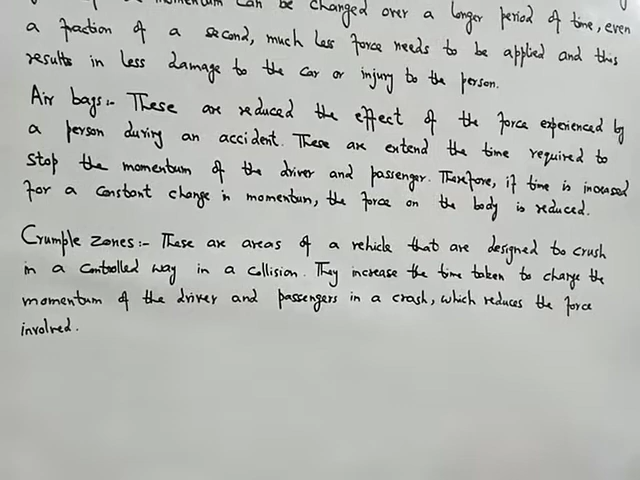 momentum can be changed over a longer period of time, even
a fraction of a second, much less force needs to be applied and this
results in less damage to the car or injury to the person.
Air bags:- These are reduced the effect of the force experienced by
a person during an accident. These are extend the time required to
stop the momentum of the driver and passenger. Therefore, if time is increased
for a constant change in momentum, the force on the body is reduced.
Crumple zones:- These are areas of a vehicle that are designed to crush
in a controlled way in a collision. They increase the time taken to change the
momentum of the driver and passengers in a crash, which reduces the force
involved.